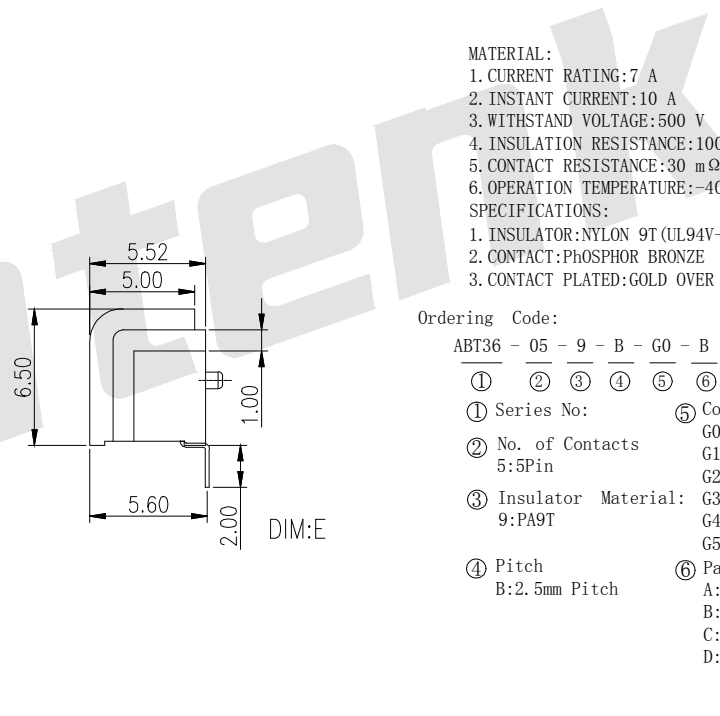 MATERIAL:
1.CURRENT RATING:7 A
2.INSTANT CURRENT:10 A
3.WITHSTAND VOLTAGE:500 V
4.INSULATION RESISTANCE:100
5.CONTACT RESISTANCE:30 mΩ
6.OPERATION TEMPERATURE:-40
SPECIFICATIONS:
1.INSULATOR:NYLON 9T(UL94V-
2.CONTACT:PhOSPHOR BRONZE
3.CONTACT PLATED:GOLD OVER
5.52
5.00
6.50
1.00
5.60
2.00
DIM:E
Ordering Code:
ABT36 - 05 - 9 - B - G0 - B
① ② ③ ④ ⑤ ⑥
① Series No:
② No. of Contacts
5:5Pin
③ Insulator Material:
9:PA9T
④ Pitch
B:2.5mm Pitch
⑤ Co
G0
G1
G2
G3
G4
G5
⑥ Pa
A:
B:
C:
D:
tenk